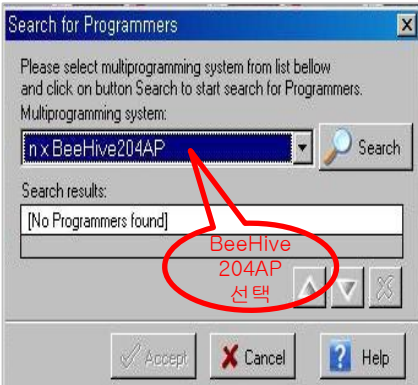 Search for Programmers
Please select multiprogramming system from list bellow
and click on button Search to start search for Programmers.
Multiprogramming system:
n x BeeHive204AP
Search
Search results:
[No Programmers found]
BeeHive
204AP
선택
Accept
Cancel
Help